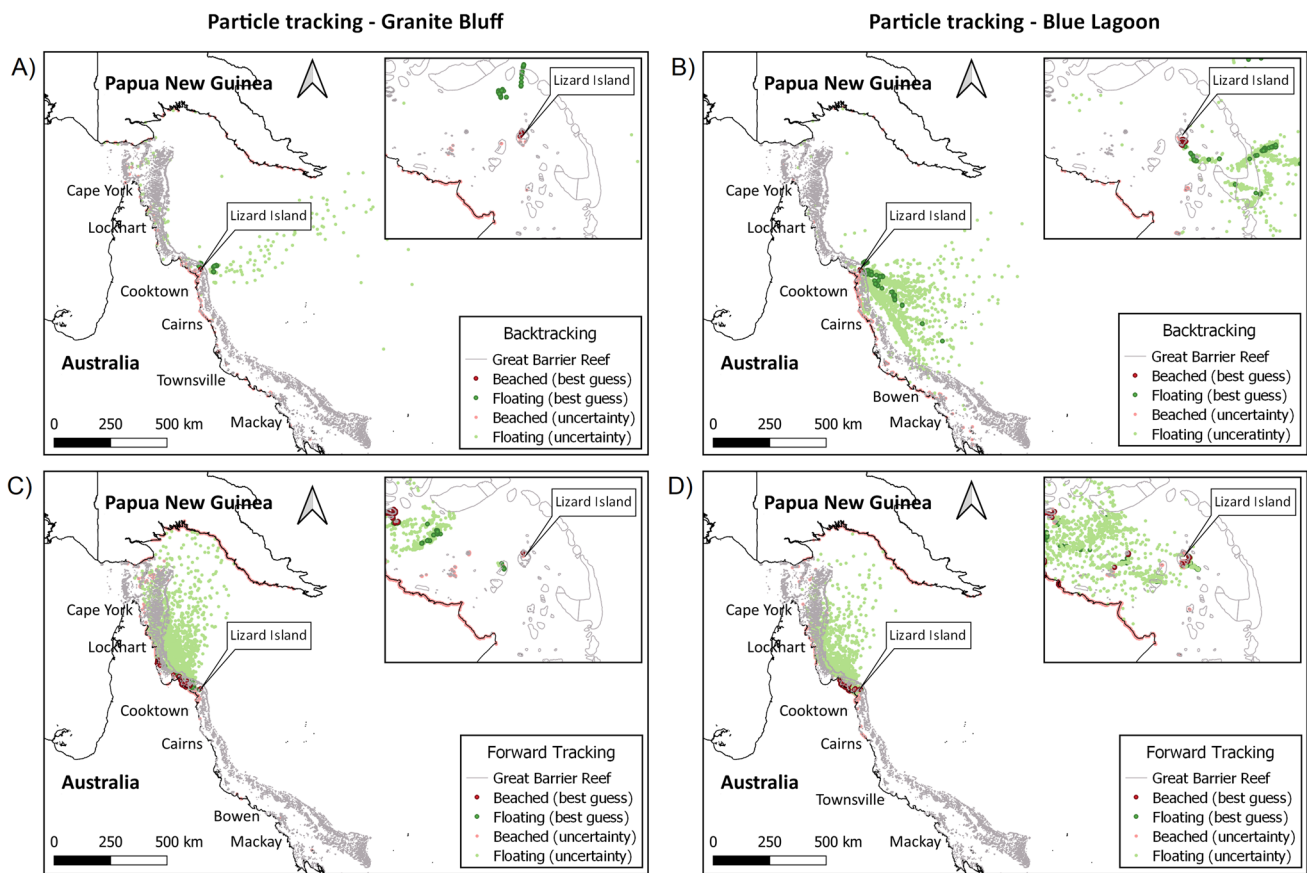 Particle tracking - Granite Bluff
Particle tracking - Blue Lagoon
A)
Papua New Guinea
Lizard Island
Cape York
Lockhart
Lizard Island
Cooktown
Cairns
Australia
Townsville
Mackay
0 250 500 km
Backtracking
Great Barrier Reef
Beached (best guess)
Floating (best guess)
Beached (uncertainty)
Floating (uncertainty)
B)
Papua New Guinea
Lizard Island
Cape York
Lockhart
Lizard Island
Cooktown
Cairns
Australia
Bowen
Mackay
0 250 500 km
Backtracking
Great Barrier Reef
Beached (best guess)
Floating (best guess)
Beached (uncertainty)
Floating (unceratinty)
C)
Papua New Guinea
Lizard Island
Cape York
Lockhart
Lizard Island
Cooktown
Cairns
Australia
Bowen
Mackay
0 250 500 km
Forward Tracking
Great Barrier Reef
Beached (best guess)
Floating (best guess)
Beached (uncertainty)
Floating (uncertainty)
D)
Papua New Guinea
Lizard Island
Cape York
Lockhart
Lizard Island
Cooktown
Cairns
Australia
Townsville
Mackay
0 250 500 km
Forward Tracking
Great Barrier Reef
Beached (best guess)
Floating (best guess)
Beached (uncertainty)
Floating (uncertainty)